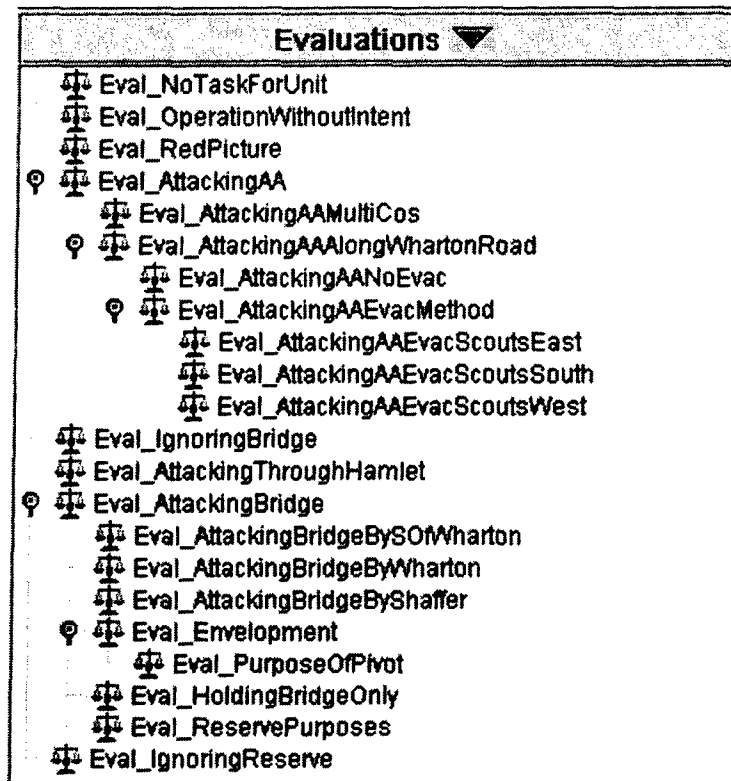 Evaluations
Eval_NoTaskForUnit
Eval_OperationWithoutIntent
Eval_RedPicture
Eval_AttackingAA
Eval_AttackingAAMultiCos
Eval_AttackingAAAlongWhartonRoad
Eval_AttackingAANoEvac
Eval_AttackingAAEvacMethod
Eval_AttackingAAEvacScoutsEast
Eval_AttackingAAEvacScoutsSouth
Eval_AttackingAAEvacScoutsWest
Eval_IgnoringBridge
Eval_AttackingThroughHamlet
Eval_AttackingBridge
Eval_AttackingBridgeBySOfWharton
Eval_AttackingBridgeByWharton
Eval_AttackingBridgeByShaffer
Eval_Envelopment
Eval_PurposeOfPivot
Eval_HoldingBridgeOnly
Eval_ReservePurposes
Eval_IgnoringReserve